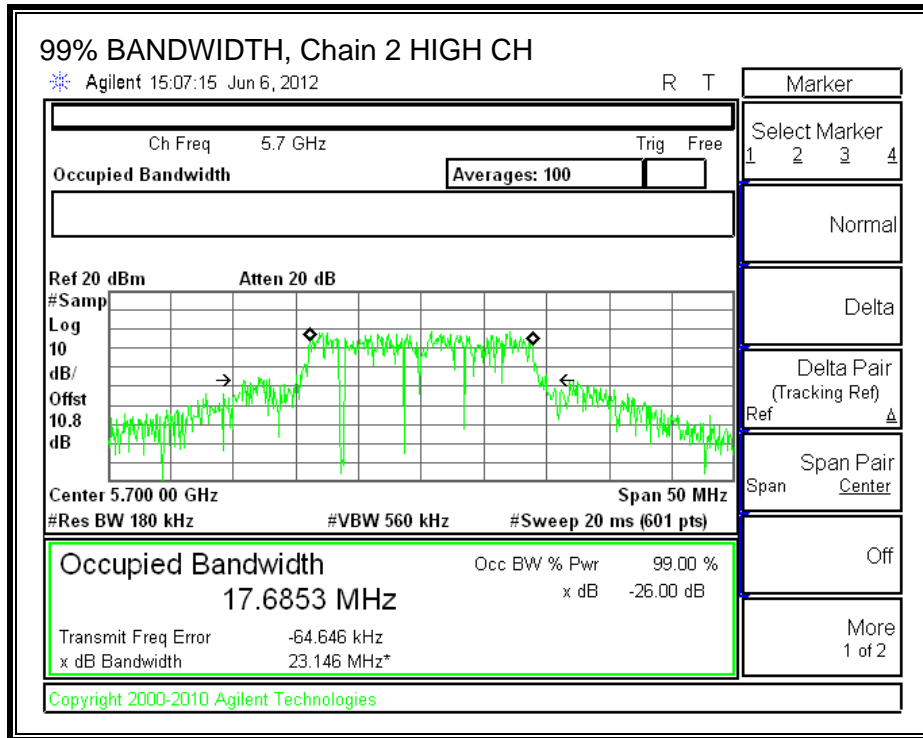 99% BANDWIDTH, Chain 2 HIGH CH
Agilent 15:07:15 Jun 6, 2012 R T
Ch Freq 5.7 GHz Trig Free
Occupied Bandwidth Averages: 100
Ref 20 dBm Atten 20 dB
#Samp
Log
10
dB/
Offst
10.8
dB
Center 5.700 00 GHz Span 50 MHz
#Res BW 180 kHz #VBW 560 kHz #Sweep 20 ms (601 pts)
Occupied Bandwidth Occ BW % Pwr 99.00 %
17.6853 MHz x dB -26.00 dB
Transmit Freq Error -64.646 kHz
x dB Bandwidth 23.146 MHz*
Copyright 2000-2010 Agilent Technologies
Marker
Select Marker
1 2 3 4
Normal
Delta
Delta Pair
(Tracking Ref)
Ref Δ
Span Pair
Span Center
Off
More
1 of 2